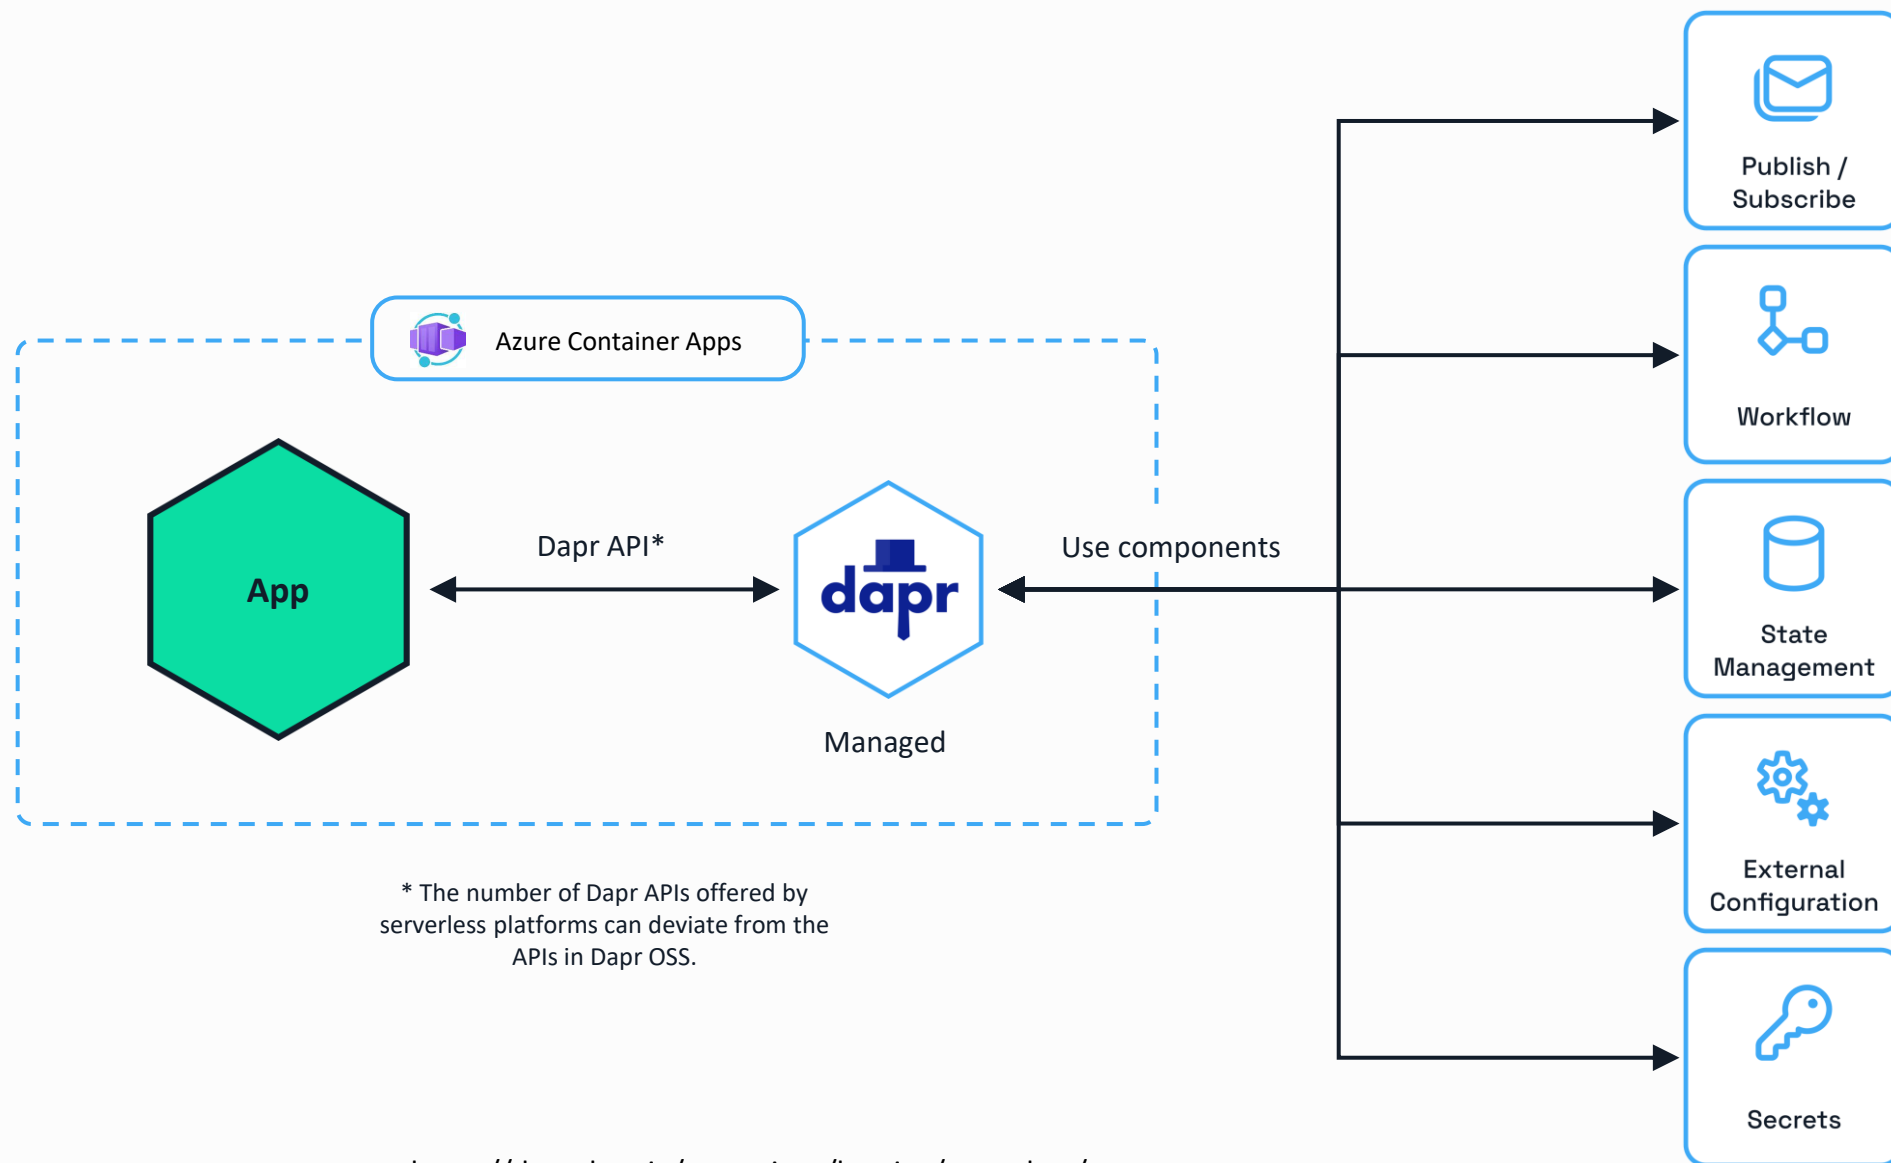 Publish /
Subscribe
Azure Container Apps
Workflow
App
Dapr API*
dapr
Use components
State
Management
Managed
External
Configuration
* The number of Dapr APIs offered by
serverless platforms can deviate from the
APIs in Dapr OSS.
Secrets